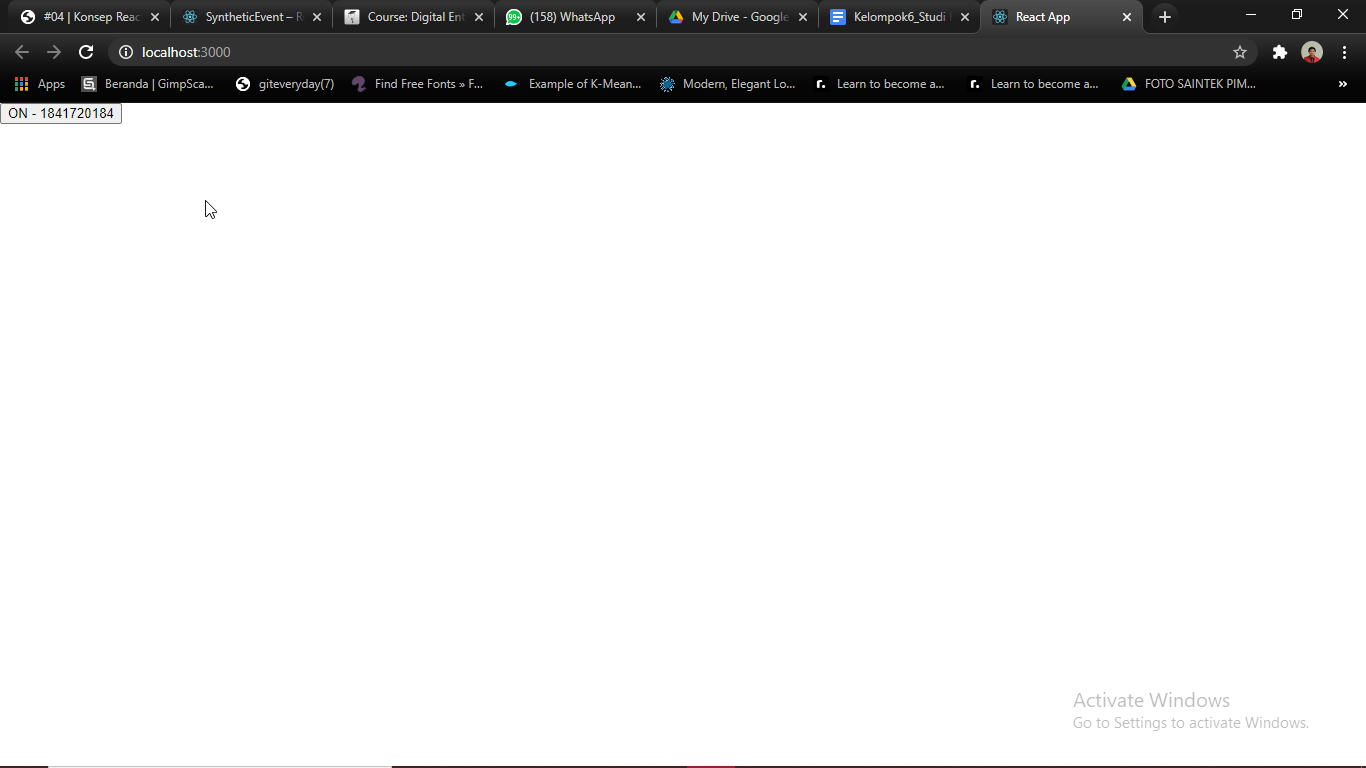 #04 | Konsep Reac
SyntheticEvent – R
Course: Digital Ent
99+ (158) WhatsApp
My Drive - Google
Kelompok6_Studi
React App
localhost:3000
Apps
Beranda | GimpSca...
giteveryday(7)
Find Free Fonts » F...
Example of K-Mean...
Modern, Elegant Lo...
r. Learn to become a...
r. Learn to become a...
FOTO SAINTEK PIM...
»
ON - 1841720184
Activate Windows
Go to Settings to activate Windows.